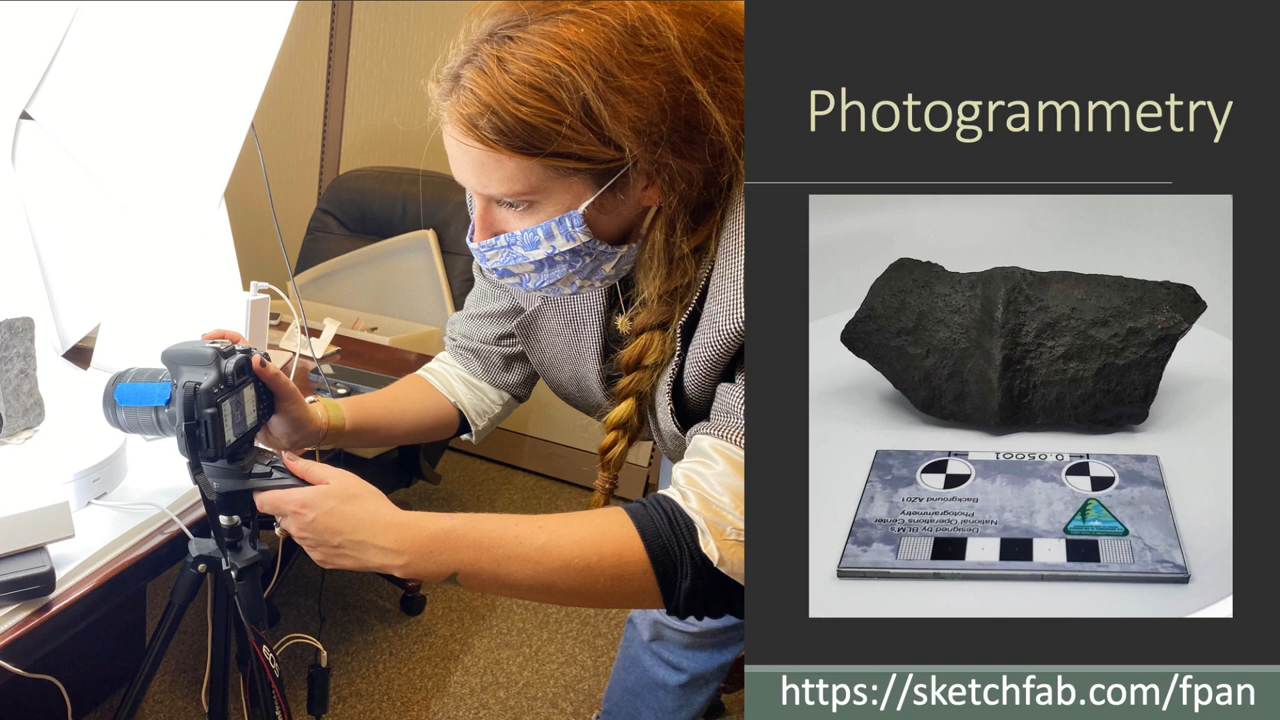 Photogrammetry
0.05001
Designed by BLM's
National Operations Center
Photogrammetry
Background AZ01
https://sketchfab.com/fpan